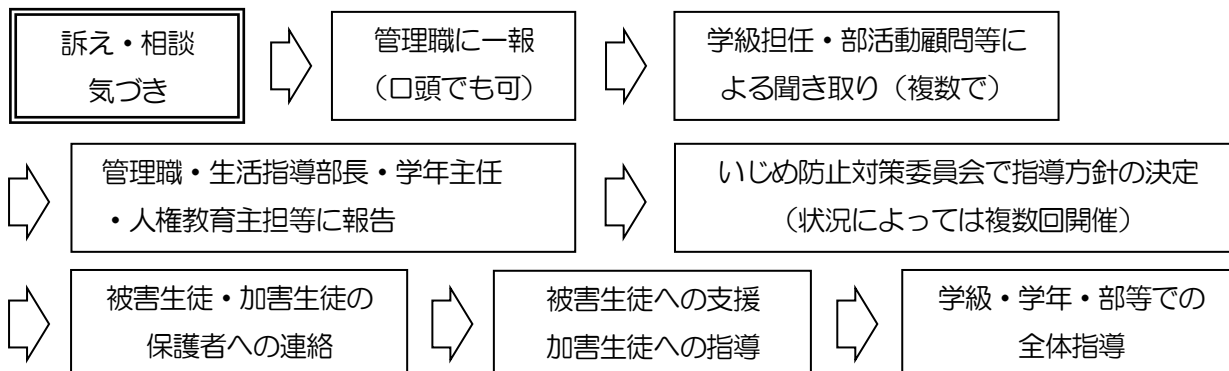 訴え・相談
気づき
管理職に一報
（口頭でも可）
学級担任・部活動顧問等に
よる聞き取り（複数で）
管理職・生活指導部長・学年主任
・人権教育主担等に報告
いじめ防止対策委員会で指導方針の決定
（状況によっては複数回開催）
被害生徒・加害生徒の
保護者への連絡
被害生徒への支援
加害生徒への指導
学級・学年・部等での
全体指導